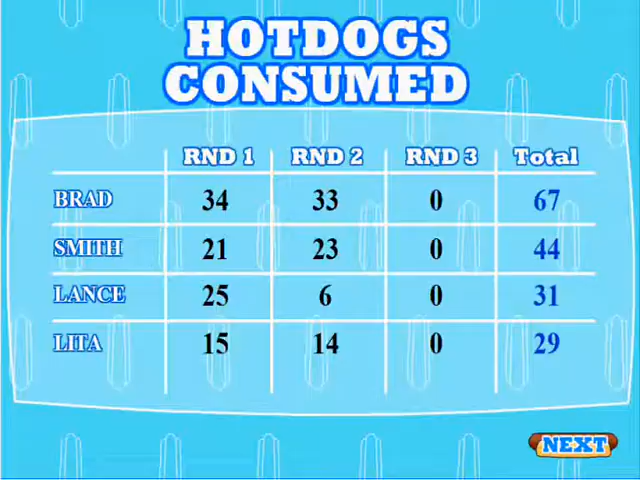 HOTDOGS
CONSUMED
RND 1 RND 2 RND 3 Total
BRAD 34 33 0 67
SMITH 21 23 0 44
LANCE 25 6 0 31
LITA 15 14 0 29
NEXT